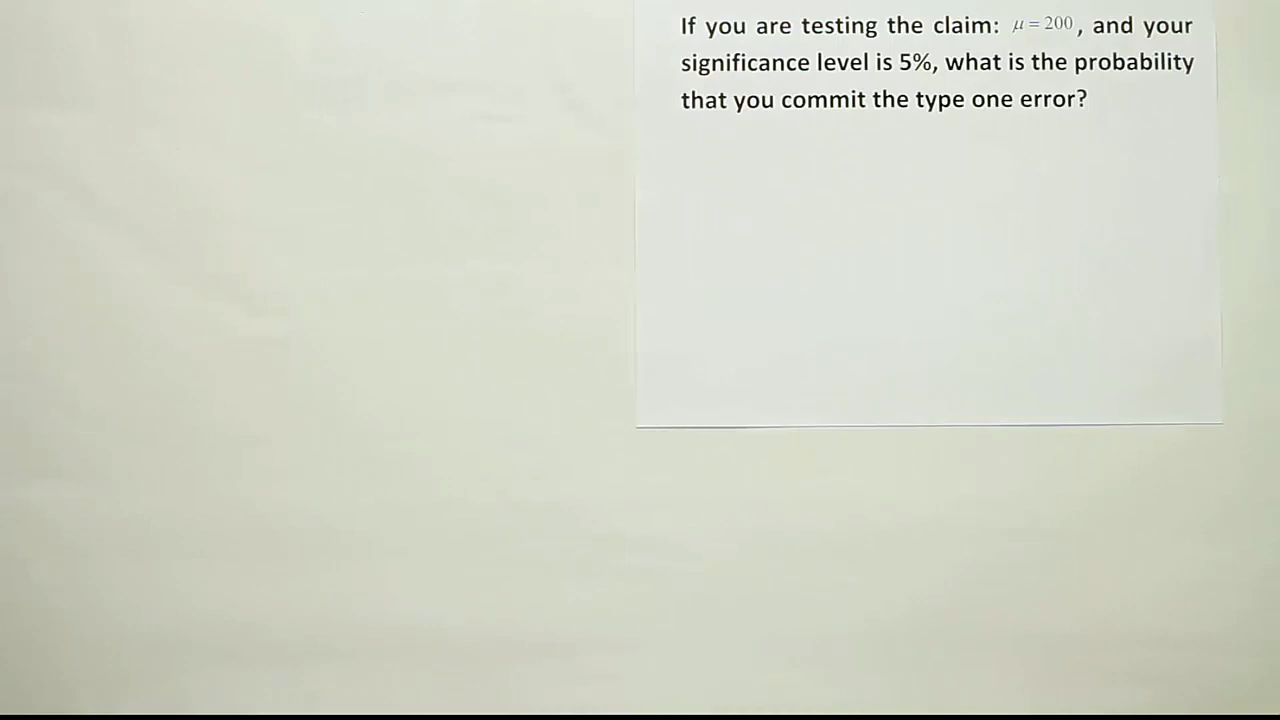 If you are testing the claim: μ = 200, and your
significance level is 5%, what is the probability
that you commit the type one error?